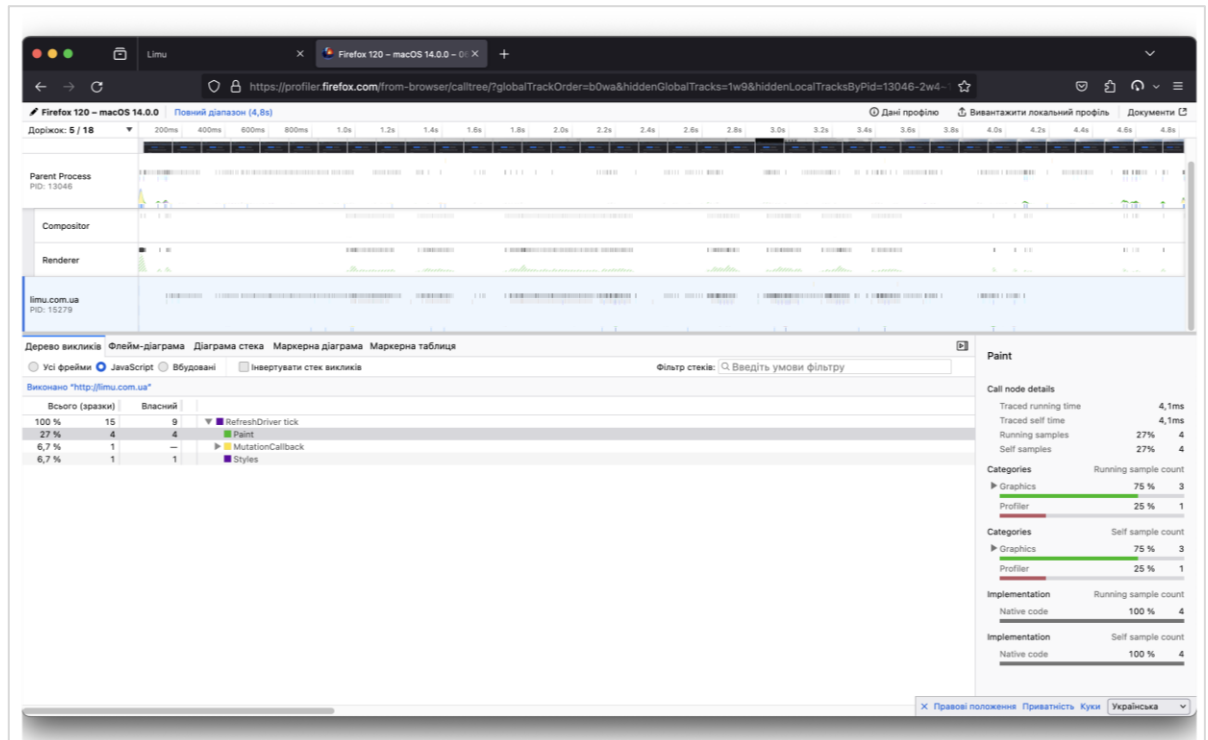 Limu
Firefox 120 – macOS 14.0.0 – 0
https://profiler.firefox.com/from-browser/calltree/?globalTrackOrder=b0wa&hiddenGlobalTracks=1w9&hiddenLocalTracksByPid=13046-2w4-
Firefox 120 – macOS 14.0.0 Повний діапазон (4,8s) Дані профілю Вивантажити локальний профіль Документи
Доріжок: 5 / 18 200ms 400ms 600ms 800ms 1.0s 1.2s 1.4s 1.6s 1.8s 2.0s 2.2s 2.4s 2.6s 2.8s 3.0s 3.2s 3.4s 3.6s 3.8s 4.0s 4.2s 4.4s 4.6s 4.8s
Parent Process
PID: 13046
Compositor
Renderer
limu.com.ua
PID: 15279
Дерево викликів Флейм-діаграма Діаграма стека Маркерна діаграма Маркерна таблиця
Усі фрейми JavaScript Вбудовані Інвертувати стек викликів Фільтр стеків: Введіть умови фільтру
Виконано "http://limu.com.ua"
Всього (зразки) Власний
100 % 15 9 RefreshDriver tick
27 % 4 4 Paint
6,7 % 1 — MutationCallback
6,7 % 1 1 Styles
Paint
Call node details
Traced running time 4,1ms
Traced self time 4,1ms
Running samples 27% 4
Self samples 27% 4
Categories Running sample count
Graphics 75 % 3
Profiler 25 % 1
Categories Self sample count
Graphics 75 % 3
Profiler 25 % 1
Implementation Running sample count
Native code 100 % 4
Implementation Self sample count
Native code 100 % 4
Правові положення Приватність Куки Українська